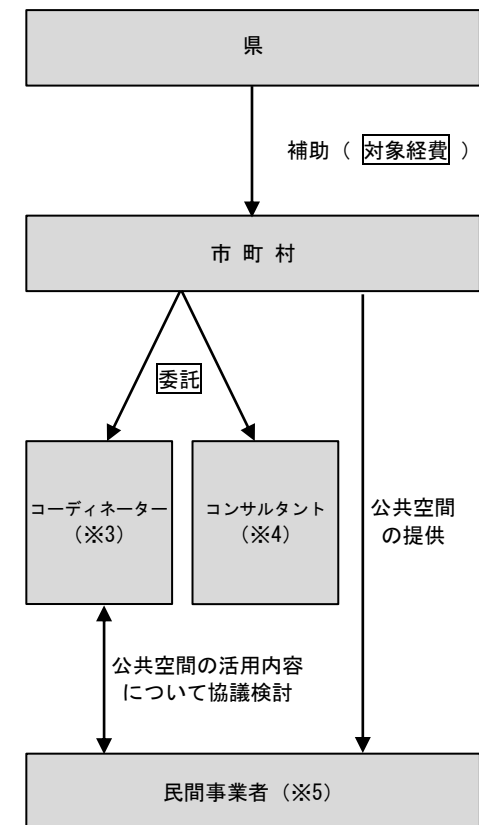 県
補助（ 対象経費 ）
市 町 村
委託
コーディネーター
（※3）
コンサルタント
（※4）
公共空間
の提供
公共空間の活用内容
について協議検討
民間事業者（※5）